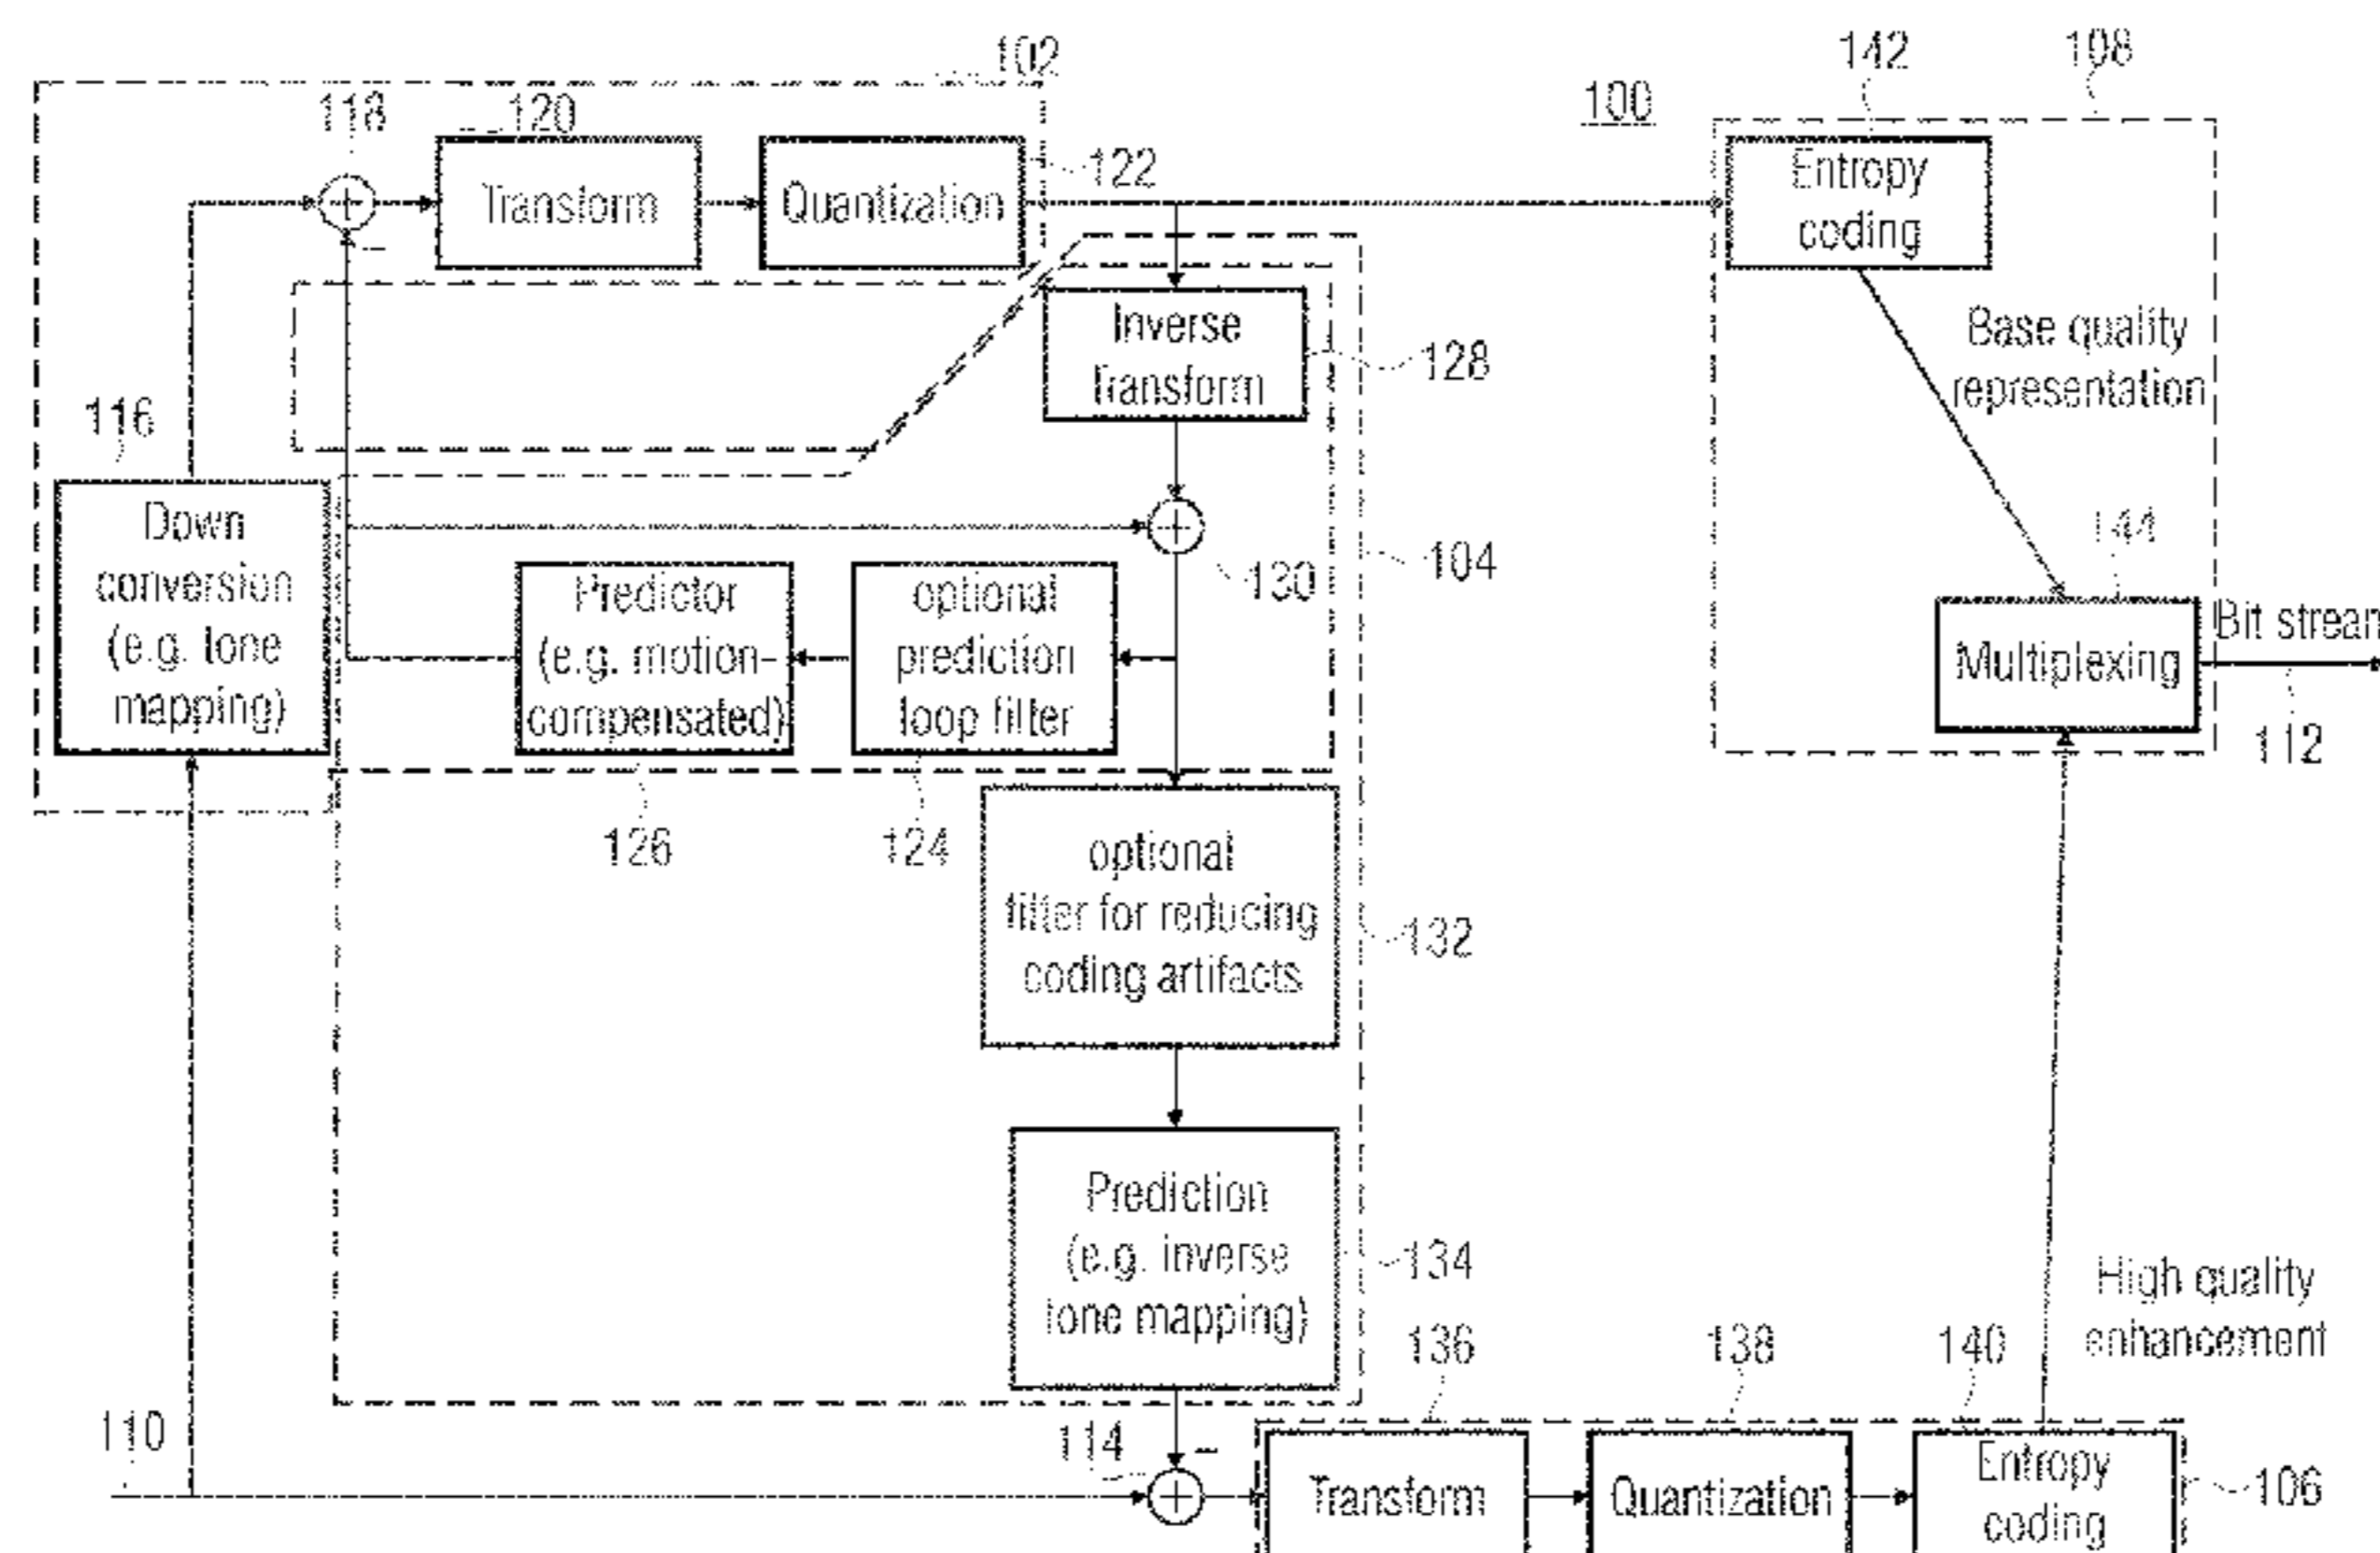 102
142
108
118
120
100
122
Transform
Quantization
Entropy
coding
Inverse
Transform
128
Base quality
representation
116
Down
conversion
(e.g. tone
mapping)
104
130
144
Predictor
(e.g. motion-
compensated)
optional
prediction
loop filter
Multiplexing
Bit stream
112
126
124
optional
filter for reducing
coding artifacts
132
Prediction
(e.g. inverse
tone mapping)
134
High quality
enhancement
136
138
140
110
114
Transform
Quantization
Entropy
coding
106